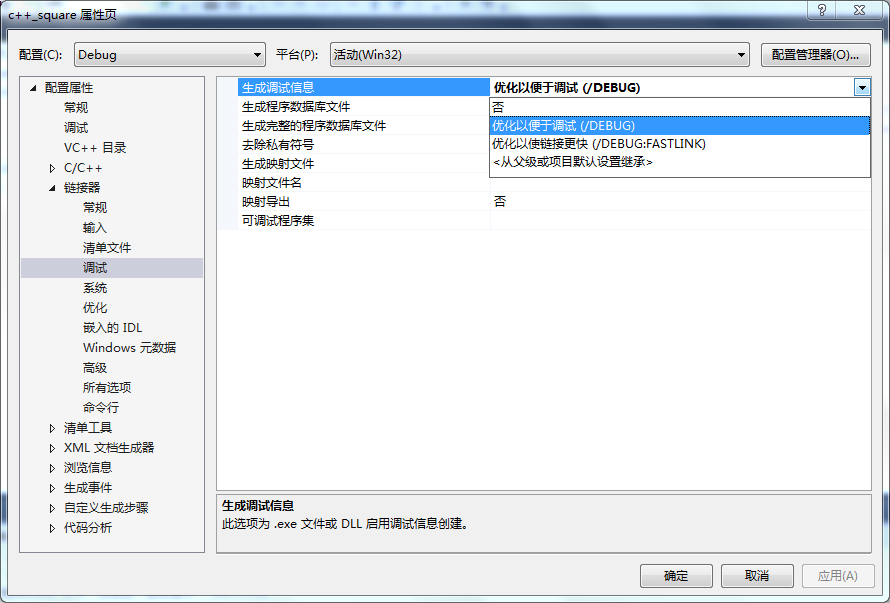 c++_square 属性页
配置(C): Debug 平台(P): 活动(Win32) 配置管理器(O)...
配置属性
常规
调试
VC++ 目录
C/C++
链接器
常规
输入
清单文件
调试
系统
优化
嵌入的 IDL
Windows 元数据
高级
所有选项
命令行
清单工具
XML 文档生成器
浏览信息
生成事件
自定义生成步骤
代码分析
生成调试信息 优化以便于调试 (/DEBUG)
生成程序数据库文件
生成完整的程序数据库文件
去除私有符号
生成映射文件
映射文件名
映射导出 否
可调试程序集
否
优化以便于调试 (/DEBUG)
优化以使链接更快 (/DEBUG:FASTLINK)
<从父级或项目默认设置继承>
生成调试信息
此选项为 .exe 文件或 DLL 启用调试信息创建。
确定 取消 应用(A)